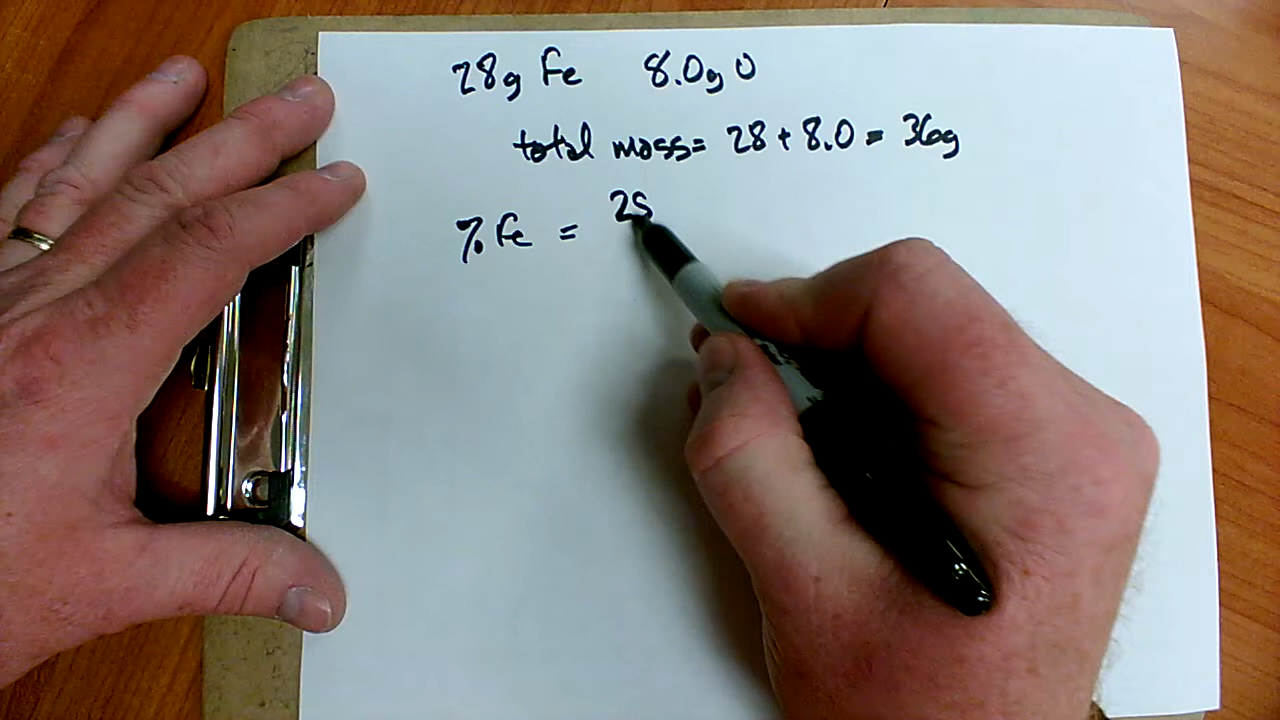 28g Fe 8.0g O
total mass = 28 + 8.0 = 36g
% Fe = 28